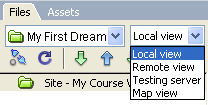 Files Assets
My First Dream Local view
Local view
Remote view
Testing server
Map view
Site - My Course